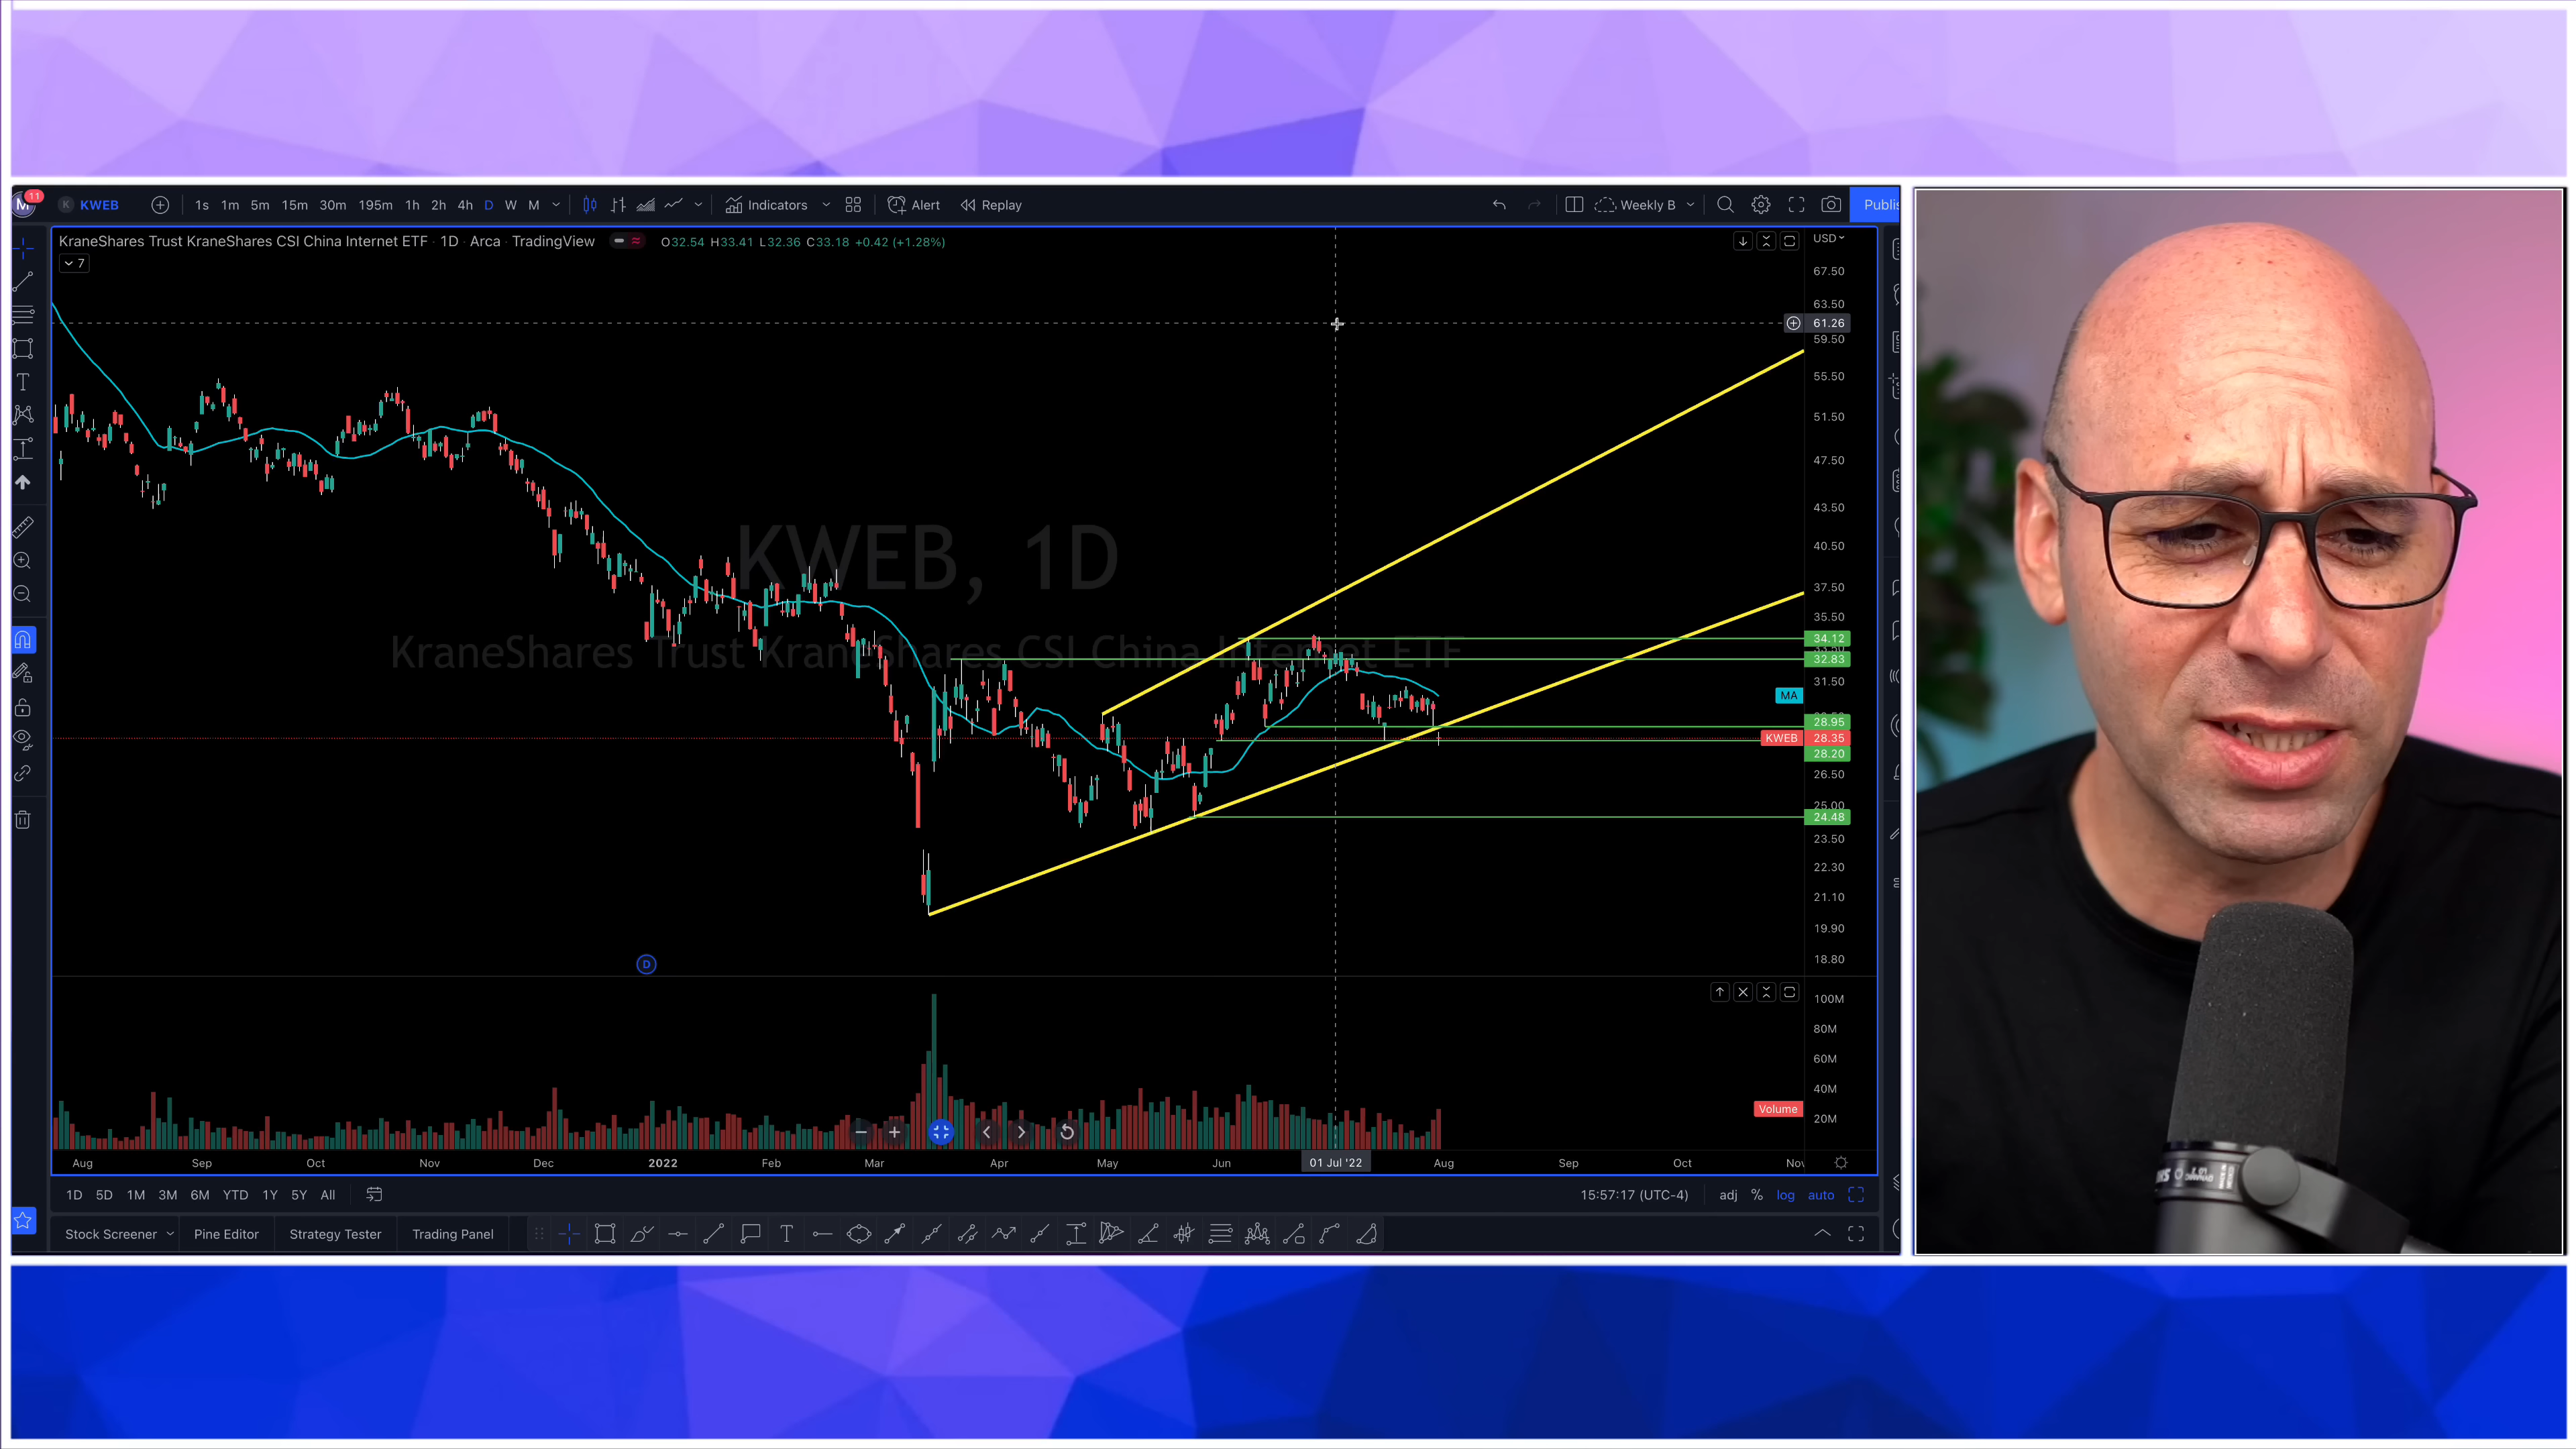 11
M K KWEB 1s 1m 5m 15m 30m 195m 1h 2h 4h D W M Indicators Alert Replay Weekly B Publis
KraneShares Trust KraneShares CSI China Internet ETF · 1D · Arca · TradingView O32.54 H33.41 L32.36 C33.18 +0.42 (+1.28%) USD
7
67.50
63.50
61.26
59.50
55.50
51.50
47.50
43.50
KWEB, 1D
40.50
37.50
35.50
34.12
KraneShares Trust KraneShares CSI China Internet ETF
32.83
31.50
MA
28.95
KWEB 28.35
28.20
26.50
25.00
24.48
23.50
22.30
21.10
19.90
D
18.80
100M
80M
60M
40M
Volume
20M
Aug Sep Oct Nov Dec 2022 Feb Mar Apr May Jun 01 Jul '22 Aug Sep Oct Nov
1D 5D 1M 3M 6M YTD 1Y 5Y All 15:57:17 (UTC-4) adj % log auto
Stock Screener Pine Editor Strategy Tester Trading Panel T